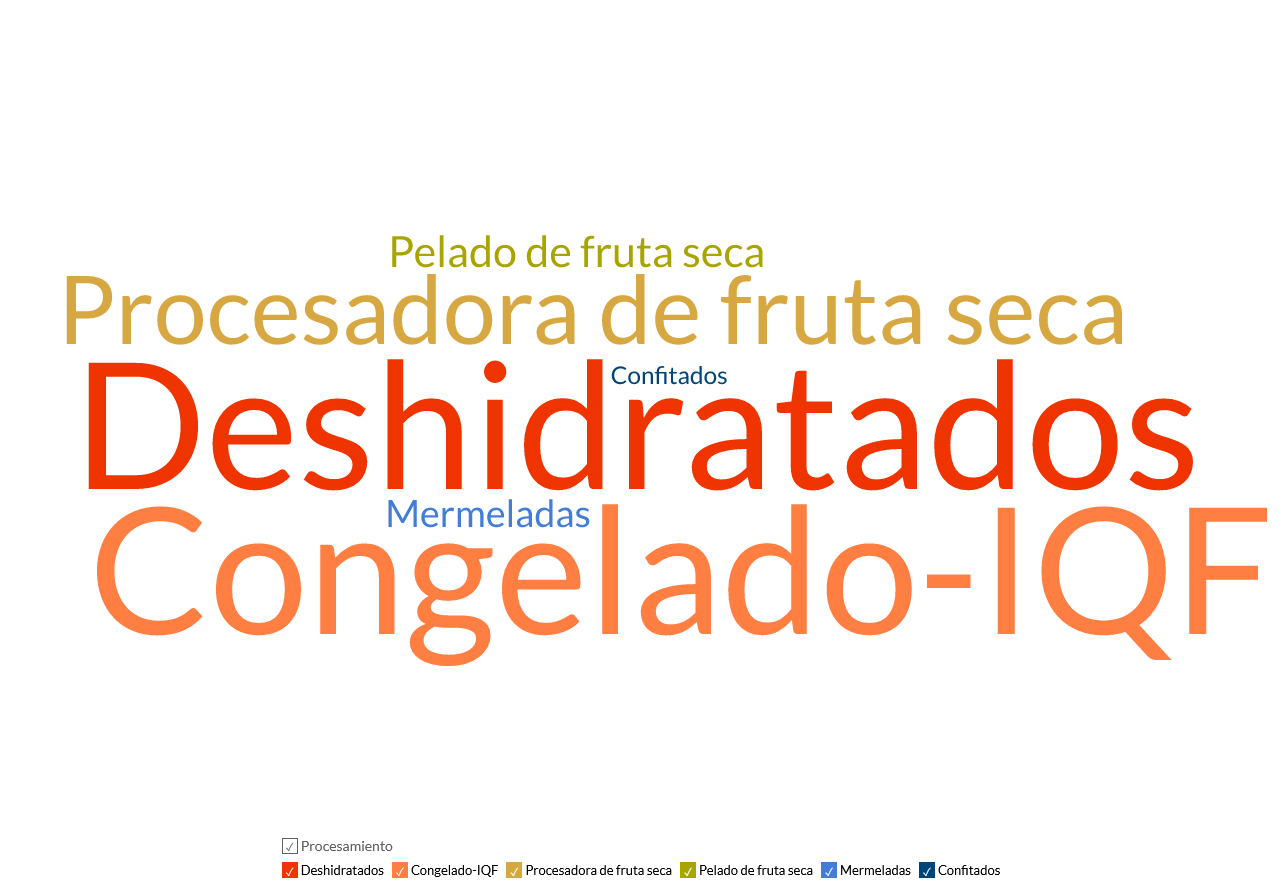 Pelado de fruta seca
Procesadora de fruta seca
Confitados
Deshidratados
Mermeladas
Congelado-IQF
Procesamiento
Deshidratados Congelado-IQF Procesadora de fruta seca Pelado de fruta seca Mermeladas Confitados